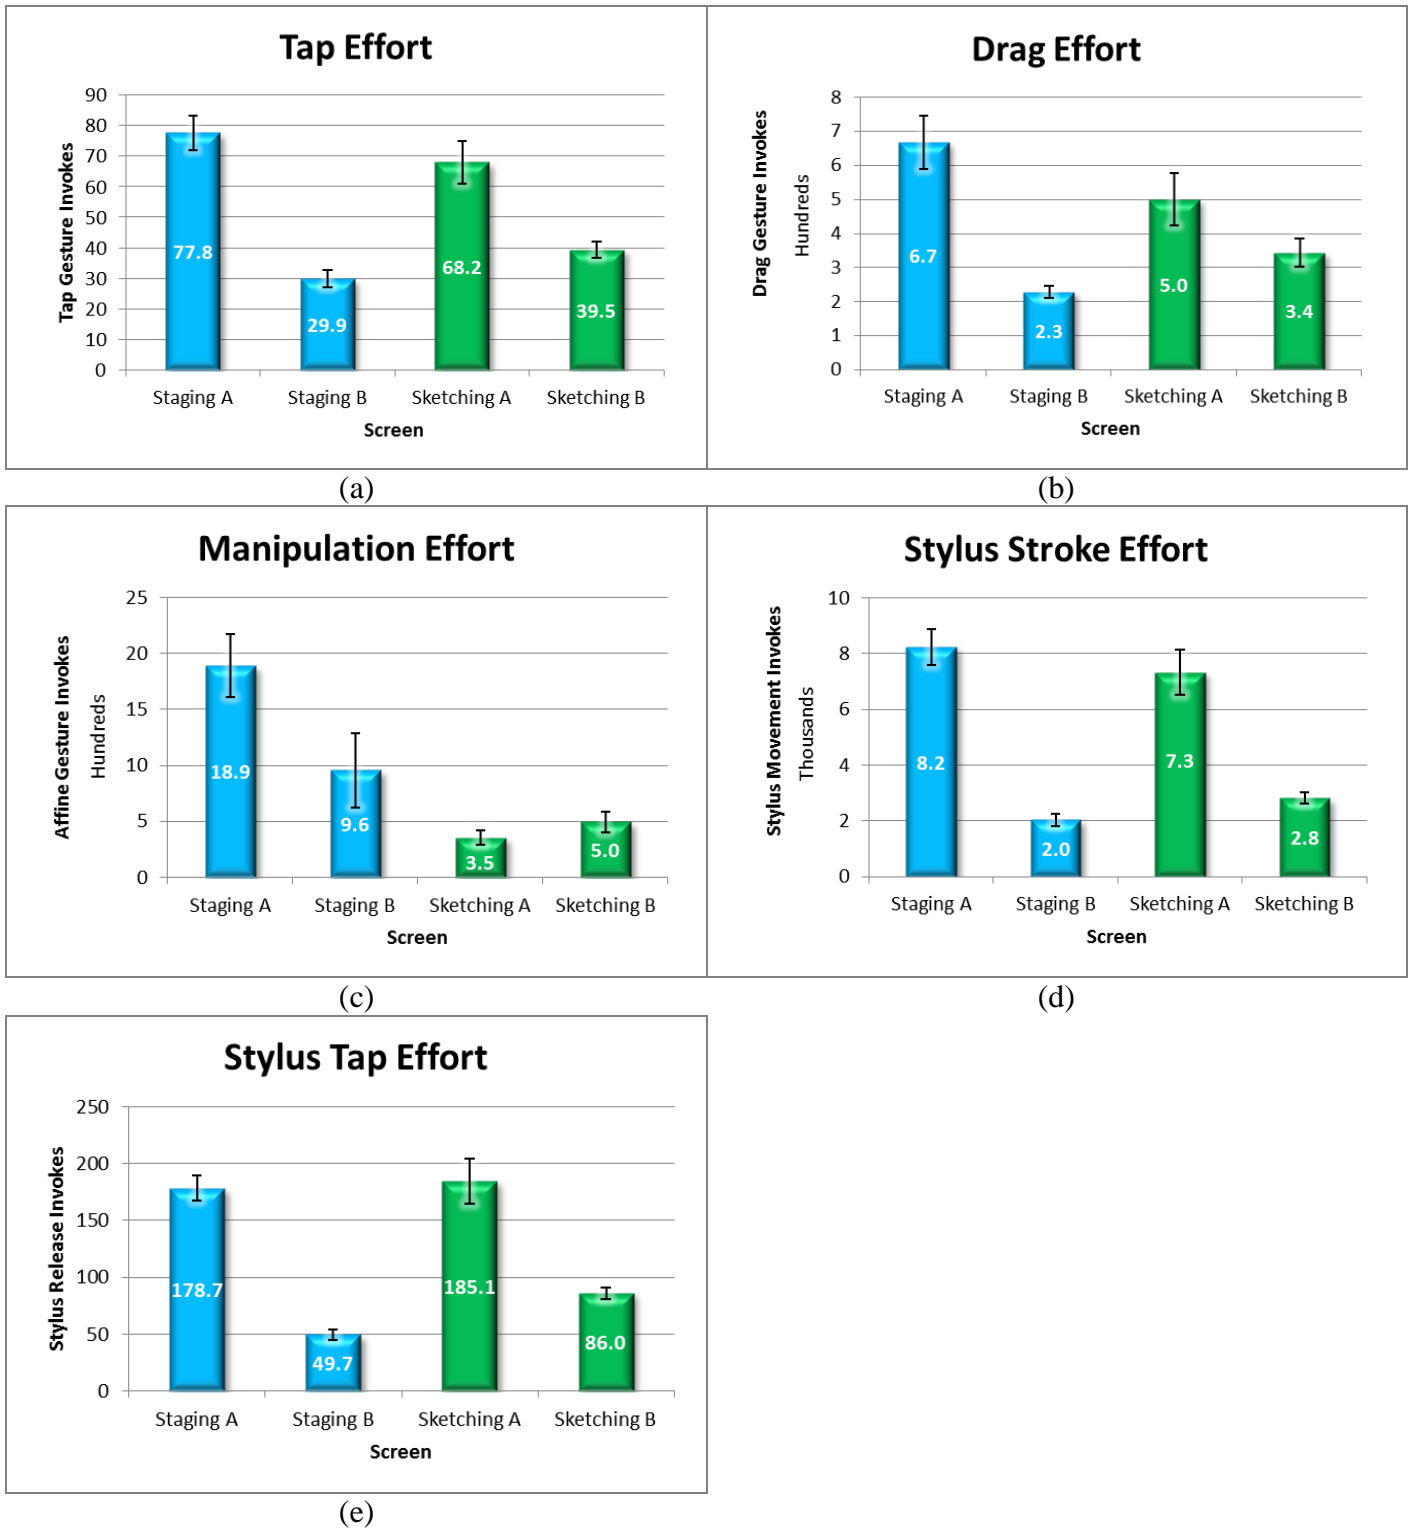 Tap Effort
Tap Gesture Invokes
90
80
70
60
50
40
30
20
10
0
77.8
29.9
68.2
39.5
Staging A Staging B Sketching A Sketching B
Screen
(a)
Drag Effort
Drag Gesture Invokes
Hundreds
8
7
6
5
4
3
2
1
0
6.7
2.3
5.0
3.4
Staging A Staging B Sketching A Sketching B
Screen
(b)
Manipulation Effort
Affine Gesture Invokes
Hundreds
25
20
15
10
5
0
18.9
9.6
3.5
5.0
Staging A Staging B Sketching A Sketching B
Screen
(c)
Stylus Stroke Effort
Stylus Movement Invokes
Thousands
10
8
6
4
2
0
8.2
2.0
7.3
2.8
Staging A Staging B Sketching A Sketching B
Screen
(d)
Stylus Tap Effort
Stylus Release Invokes
250
200
150
100
50
0
178.7
49.7
185.1
86.0
Staging A Staging B Sketching A Sketching B
Screen
(e)